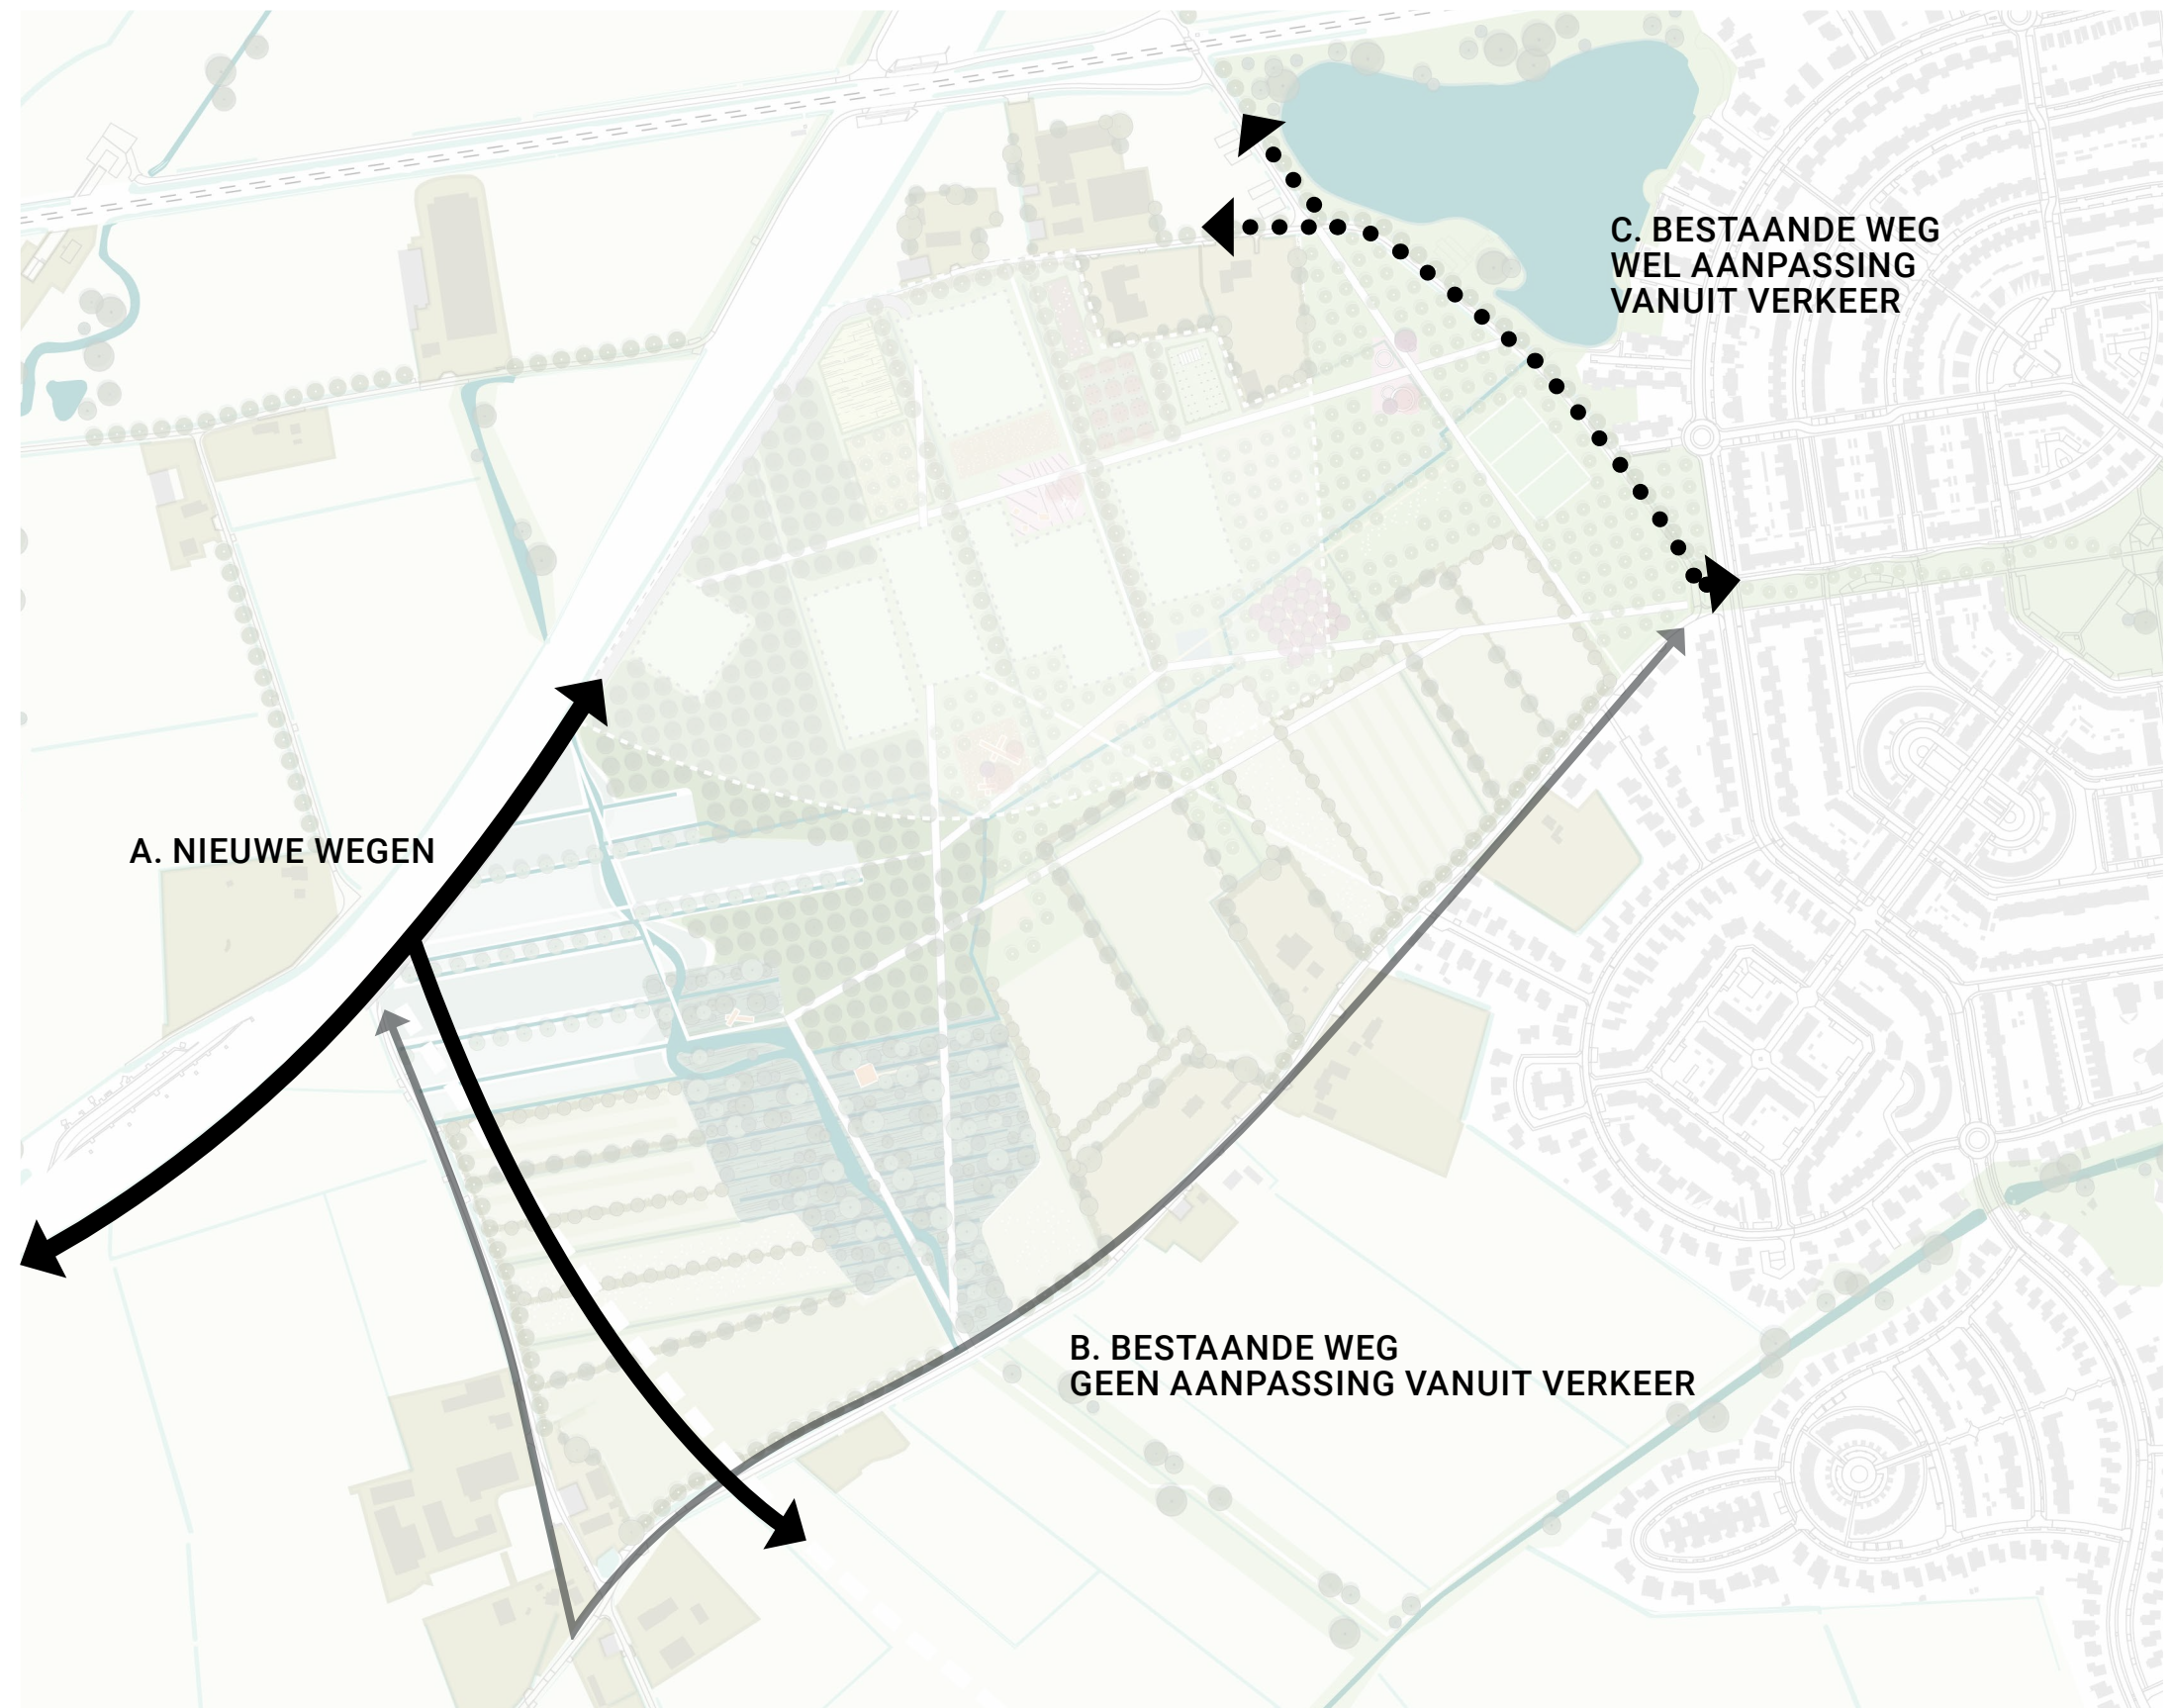 C. BESTAANDE WEG
WEL AANPASSING
VANUIT VERKEER
A. NIEUWE WEGEN
B. BESTAANDE WEG
GEEN AANPASSING VANUIT VERKEER